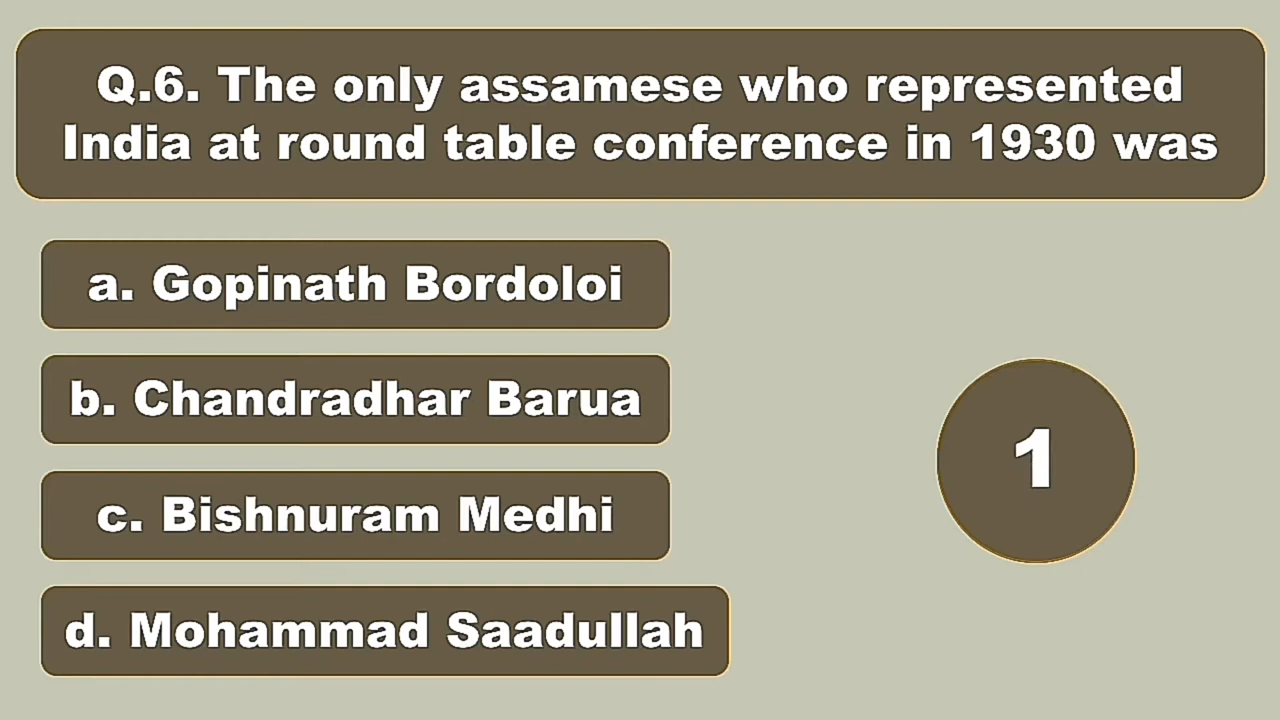 Q.6. The only assamese who represented
India at round table conference in 1930 was
a. Gopinath Bordoloi
b. Chandradhar Barua
c. Bishnuram Medhi
d. Mohammad Saadullah
1